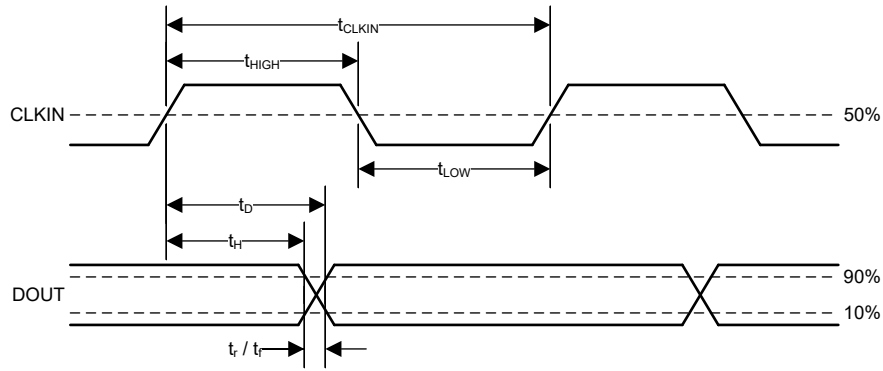 tCLKIN
tHIGH
CLKIN
50%
tLOW
tD
tH
90%
DOUT
10%
tr / tf